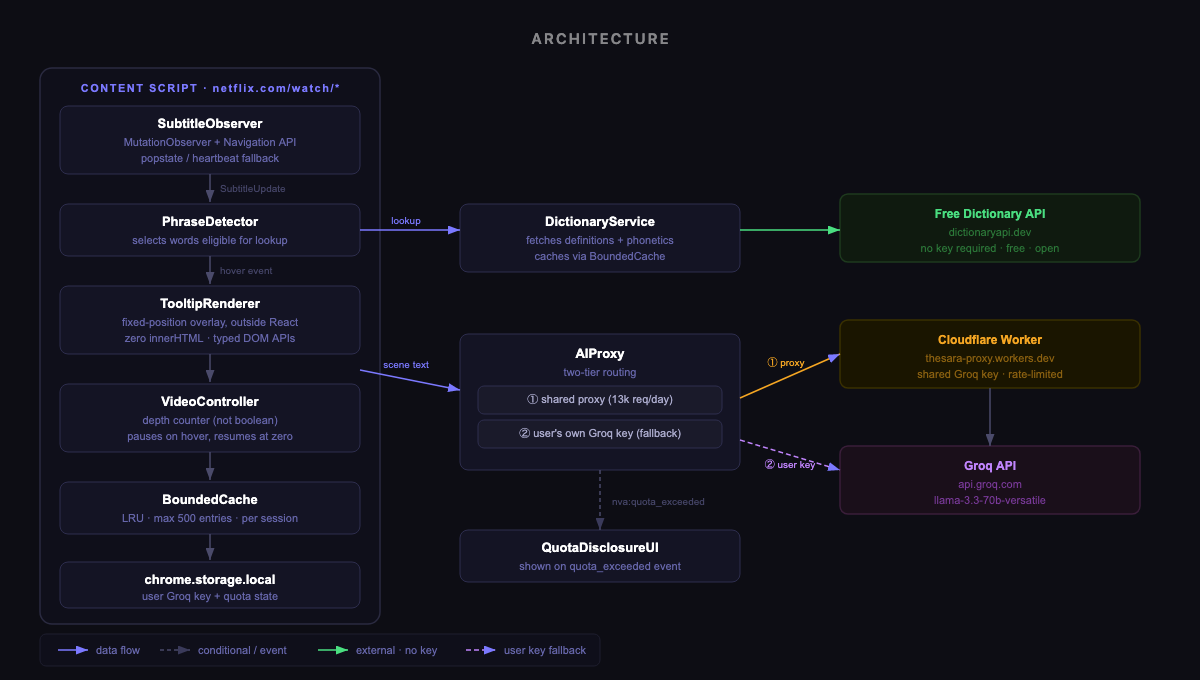 ARCHITECTURE
CONTENT SCRIPT · netflix.com/watch/*
SubtitleObserver
MutationObserver + Navigation API
popstate / heartbeat fallback
SubtitleUpdate
PhraseDetector
selects words eligible for lookup
hover event
TooltipRenderer
fixed-position overlay, outside React
zero innerHTML · typed DOM APIs
VideoController
depth counter (not boolean)
pauses on hover, resumes at zero
BoundedCache
LRU · max 500 entries · per session
chrome.storage.local
user Groq key + quota state
lookup
scene text
DictionaryService
fetches definitions + phonetics
caches via BoundedCache
AIProxy
two-tier routing
① shared proxy (13k req/day)
② user's own Groq key (fallback)
nva:quota_exceeded
QuotaDisclosureUI
shown on quota_exceeded event
① proxy
② user key
Free Dictionary API
dictionaryapi.dev
no key required · free · open
Cloudflare Worker
thesara-proxy.workers.dev
shared Groq key · rate-limited
Groq API
api.groq.com
llama-3.3-70b-versatile
data flow
conditional / event
external · no key
user key fallback